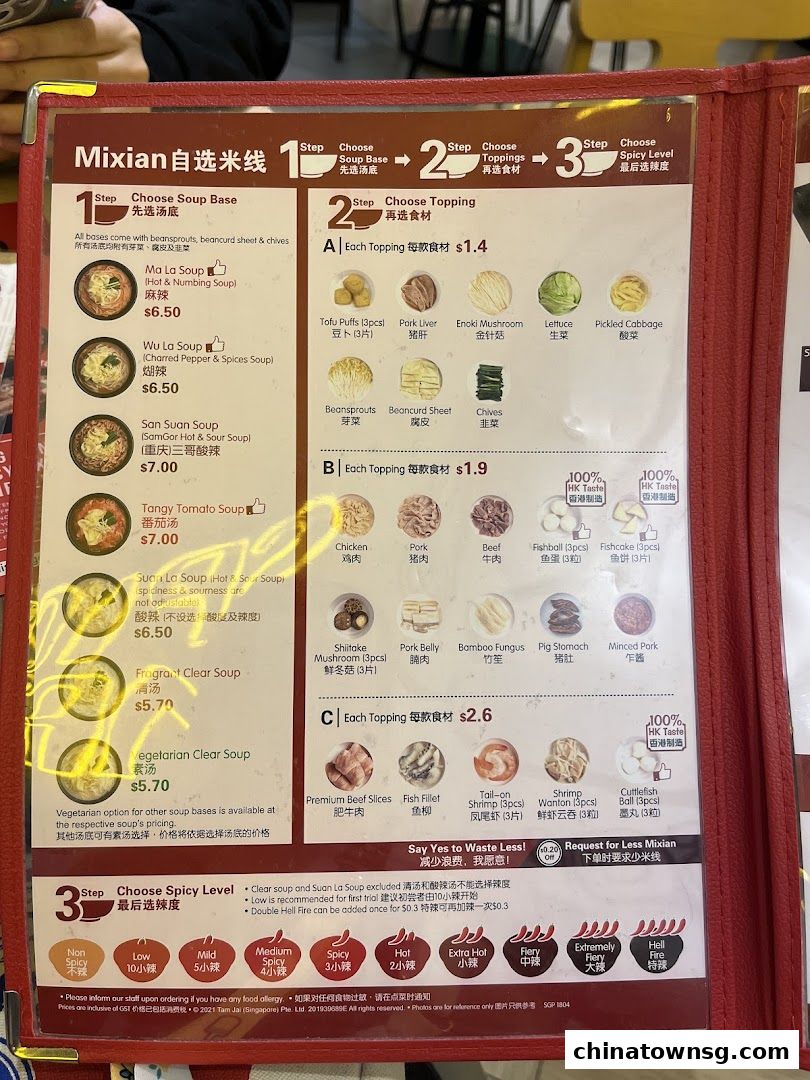 Mixian自选米线
1 Step
Choose
Soup Base
先选汤底
2 Step
Choose
Toppings
再选食材
3 Step
Choose
Spicy Level
最后选辣度
1 Step
Choose Soup Base
先选汤底
All bases come with beansprouts, beancurd sheet & chives
所有汤底均附有芽菜、腐皮及韭菜
Ma La Soup
(Hot & Numbing Soup)
麻辣
$6.50
Wu La Soup
(Charred Pepper & Spices Soup)
煳辣
$6.50
San Suan Soup
(SamGor Hot & Sour Soup)
(重庆)三哥酸辣
$7.00
Tangy Tomato Soup
番茄汤
$7.00
Suan La Soup (Hot & Sour Soup)
(spiciness & sourness are
not adjustable)
酸辣 (不设选择酸度及辣度)
$6.50
Fragrant Clear Soup
清汤
$5.70
Vegetarian Clear Soup
素汤
$5.70
Vegetarian option for other soup bases is available at
the respective soup's pricing.
其他汤底可有素汤选择，价格将依据选择汤底的价格
2 Step
Choose Topping
再选食材
A Each Topping 每款食材 $1.4
Tofu Puffs (3pcs)
豆卜 (3片)
Pork Liver
猪肝
Enoki Mushroom
金针菇
Lettuce
生菜
Pickled Cabbage
酸菜
Beansprouts
芽菜
Beancurd Sheet
腐皮
Chives
韭菜
B Each Topping 每款食材 $1.9
100%
HK Taste
香港制造
100%
HK Taste
香港制造
Chicken
鸡肉
Pork
猪肉
Beef
牛肉
Fishball (3pcs)
鱼蛋 (3粒)
Fishcake (3pcs)
鱼饼 (3片)
Shiitake
Mushroom (3pcs)
鲜冬菇 (3片)
Pork Belly
腩肉
Bamboo Fungus
竹笙
Pig Stomach
猪肚
Minced Pork
炸酱
C Each Topping 每款食材 $2.6
100%
HK Taste
香港制造
Premium Beef Slices
肥牛肉
Fish Fillet
鱼柳
Tail-on
Shrimp (3pcs)
凤尾虾 (3片)
Shrimp
Wanton (3pcs)
鲜虾云吞 (3粒)
Cuttlefish
Ball (3pcs)
墨丸 (3粒)
Say Yes to Waste Less!
减少浪费，我愿意！
$0.20
Off
Request for Less Mixian
下单时要求少米线
3 Step
Choose Spicy Level
最后选辣度
• Clear soup and Suan La Soup excluded 清汤和酸辣汤不能选择辣度
• Low is recommended for first trial 建议初尝者由10小辣开始
• Double Hell Fire can be added once for $0.3 特辣可再加辣一次$0.3
Non
Spicy
不辣
Low
10小辣
Mild
5小辣
Medium
Spicy
4小辣
Spicy
3小辣
Hot
2小辣
Extra Hot
小辣
Fiery
中辣
Extremely
Fiery
大辣
Hell
Fire
特辣
• Please inform our staff upon ordering if you have any food allergy. • 如果对任何食物过敏，请在点菜时通知
Prices are inclusive of GST 价格已包括消费税 • © 2021 Tam Jai (Singapore) Pte. Ltd. 201939689E All rights reserved. • Photos are for reference only 图片只供参考 SGP 1804
chinatownsg.com